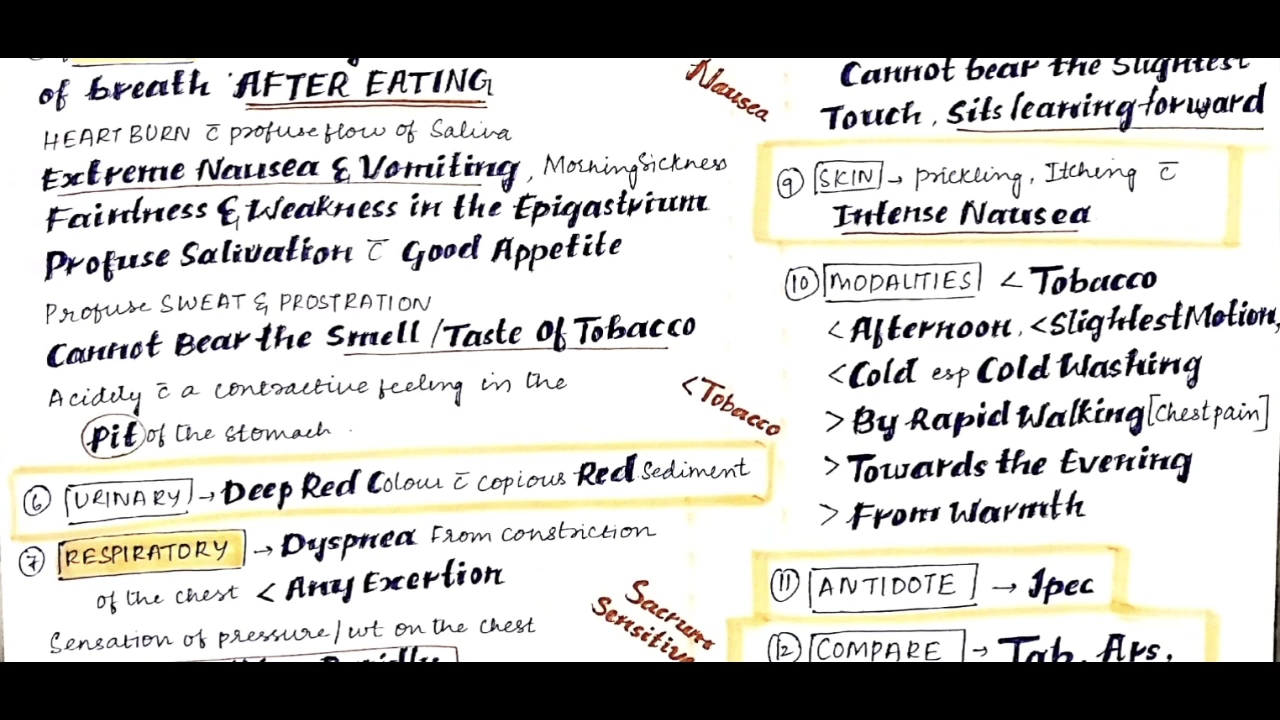 of breath AFTER EATING
HEARTBURN c̄ profuse flow of Saliva
Extreme Nausea & Vomiting, Morning Sickness
Faintness & Weakness in the Epigastrium
Profuse Salivation c̄ Good Appetite
Profuse SWEAT & PROSTRATION
Cannot Bear the Smell / Taste Of Tobacco
Acidity c̄ a contractive feeling in the
Pit of the stomach.
⑥ URINARY → Deep Red Colour c̄ copious Red Sediment
⑦ RESPIRATORY → Dyspnea From constriction
of the chest < Any Exertion
Sensation of pressure/wt on the chest
Rapidly
Nausea
<Tobacco
Sacrum
Sensitive
Cannot bear the Slightest
Touch, Sits leaning forward
⑨ SKIN → prickling, Itching c̄
Intense Nausea
⑩ MODALITIES < Tobacco
< Afternoon, < Slightest Motion,
< Cold esp Cold Washing
> By Rapid Walking [Chest pain]
> Towards the Evening
> From Warmth
⑪ ANTIDOTE → Ipec
⑫ COMPARE → Tab, Ars,